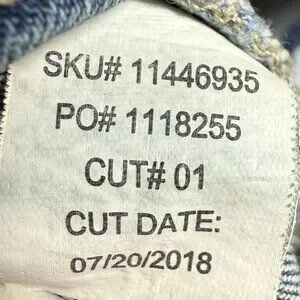 SKU# 11446935
PO# 1118255
CUT# 01
CUT DATE:
07/20/2018